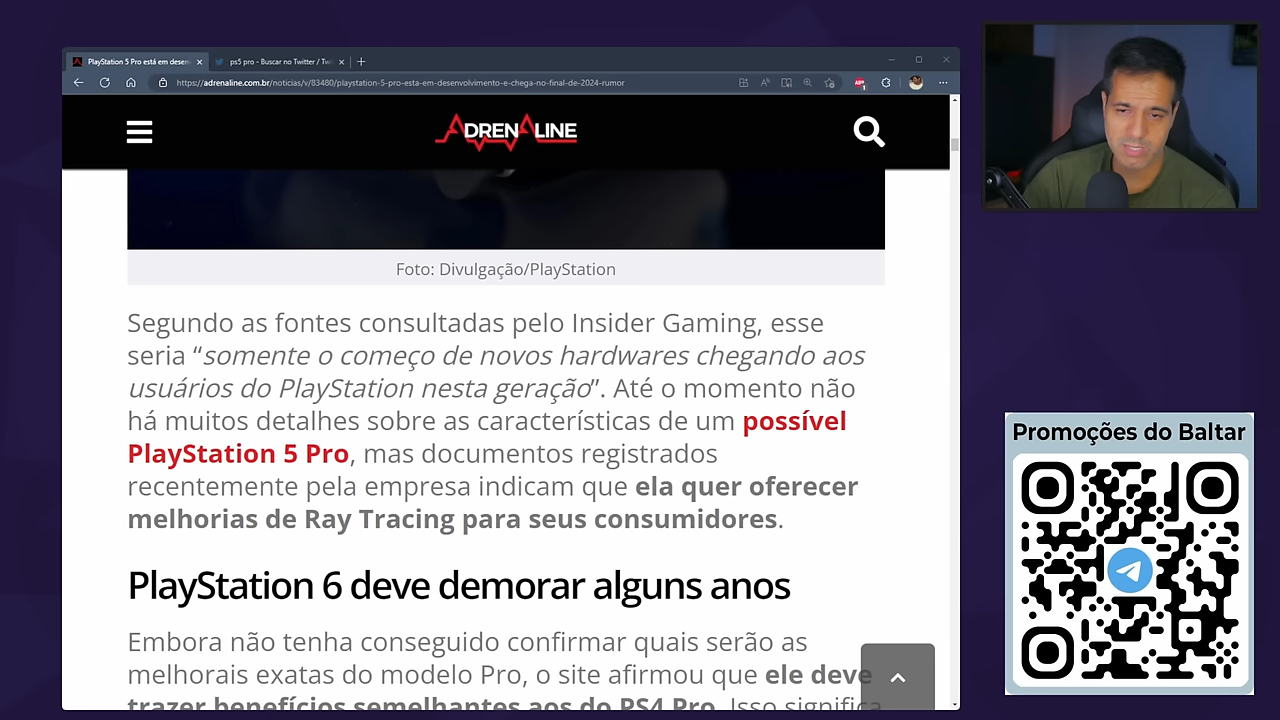 PlayStation 5 Pro está em desen
ps5 pro - Buscar no Twitter / Tw
https://adrenaline.com.br/noticias/v/83480/playstation-5-pro-esta-em-desenvolvimento-e-chega-no-final-de-2024-rumor
ADRENALINE
Foto: Divulgação/PlayStation
Segundo as fontes consultadas pelo Insider Gaming, esse
seria “somente o começo de novos hardwares chegando aos
usuários do PlayStation nesta geração”. Até o momento não
há muitos detalhes sobre as características de um possível
PlayStation 5 Pro, mas documentos registrados
recentemente pela empresa indicam que ela quer oferecer
melhorias de Ray Tracing para seus consumidores.
PlayStation 6 deve demorar alguns anos
Embora não tenha conseguido confirmar quais serão as
melhorais exatas do modelo Pro, o site afirmou que ele deve
trazer benefícios semelhantes aos do PS4 Pro. Isso significa
Promoções do Baltar